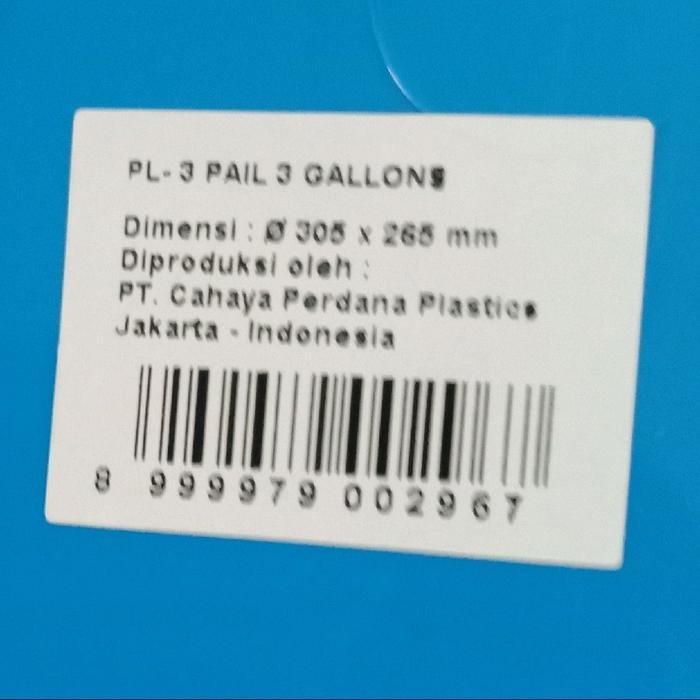 PL-3 PAIL 3 GALLONS
Dimensi : Ø 305 x 265 mm
Diproduksi oleh :
PT. Cahaya Perdana Plastics
Jakarta - Indonesia
8 999979 002967